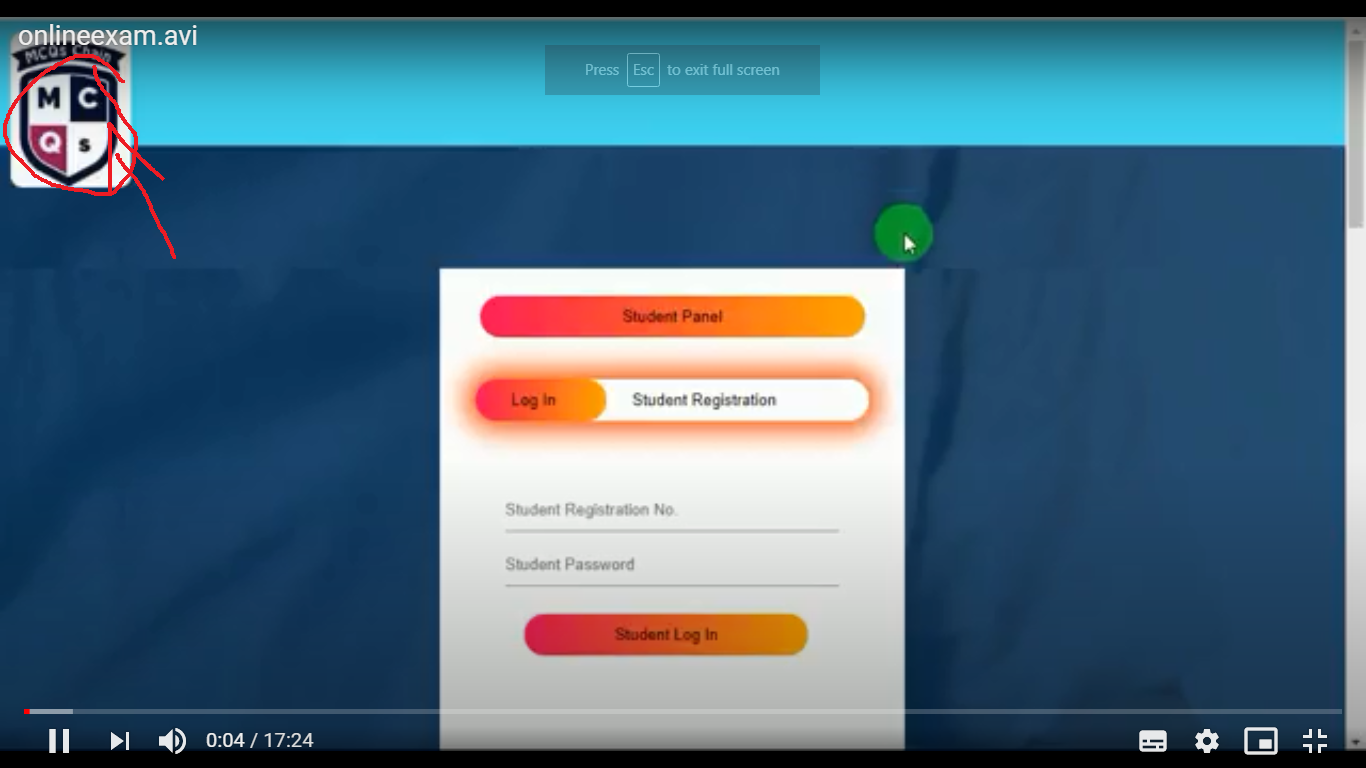 onlineexam.avi
MCQs Chain
M C
Q s
Press Esc to exit full screen
Student Panel
Log In Student Registration
Student Registration No.
Student Password
Student Log In
0:04 / 17:24